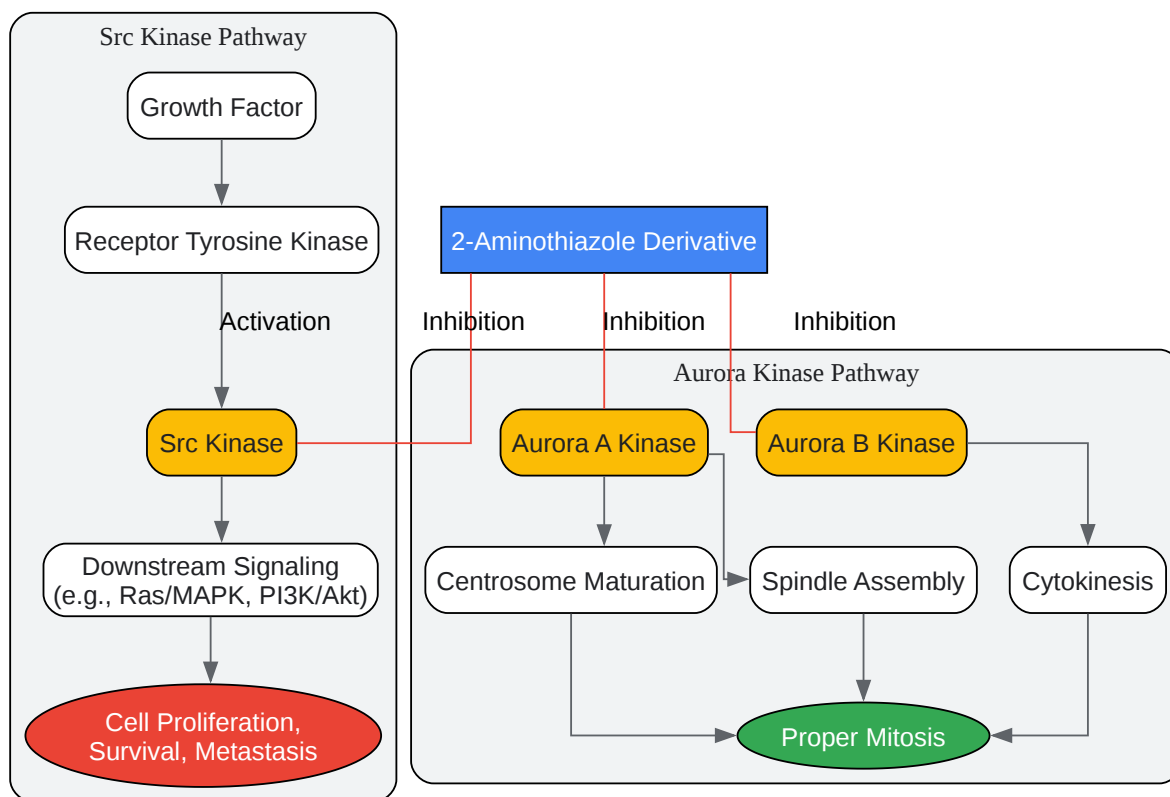 Src Kinase Pathway
Growth Factor
Receptor Tyrosine Kinase
2-Aminothiazole Derivative
Activation
Inhibition
Inhibition
Inhibition
Aurora Kinase Pathway
Src Kinase
Aurora A Kinase
Aurora B Kinase
Downstream Signaling
(e.g., Ras/MAPK, PI3K/Akt)
Centrosome Maturation
Spindle Assembly
Cytokinesis
Cell Proliferation,
Survival, Metastasis
Proper Mitosis